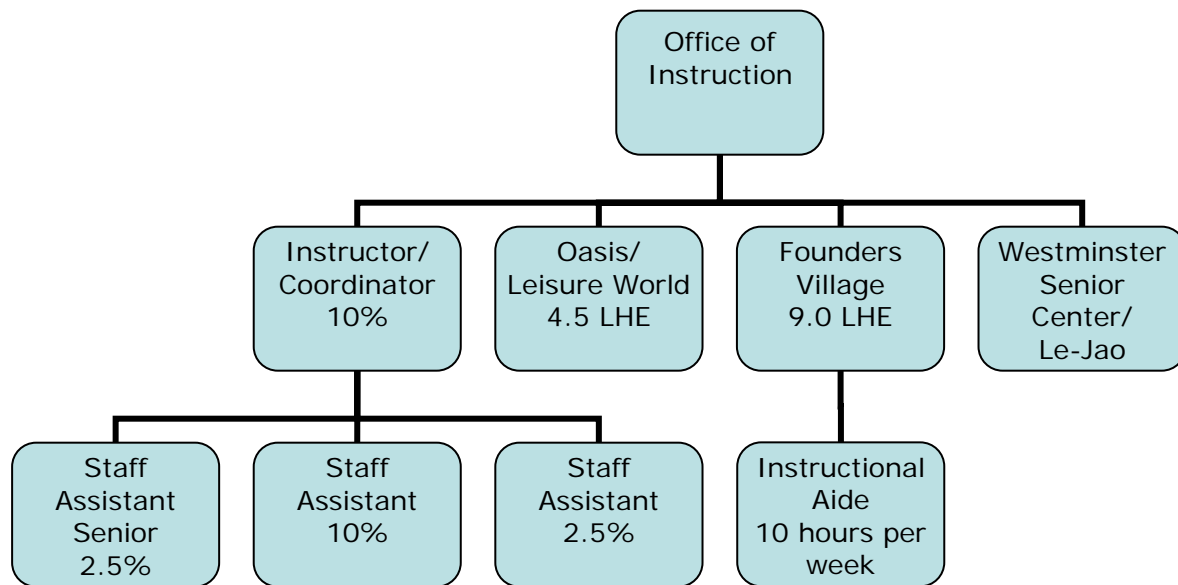 Office of
Instruction
Instructor/
Coordinator
10%
Oasis/
Leisure World
4.5 LHE
Founders
Village
9.0 LHE
Westminster
Senior
Center/
Le-Jao
Staff
Assistant
Senior
2.5%
Staff
Assistant
10%
Staff
Assistant
2.5%
Instructional
Aide
10 hours per
week